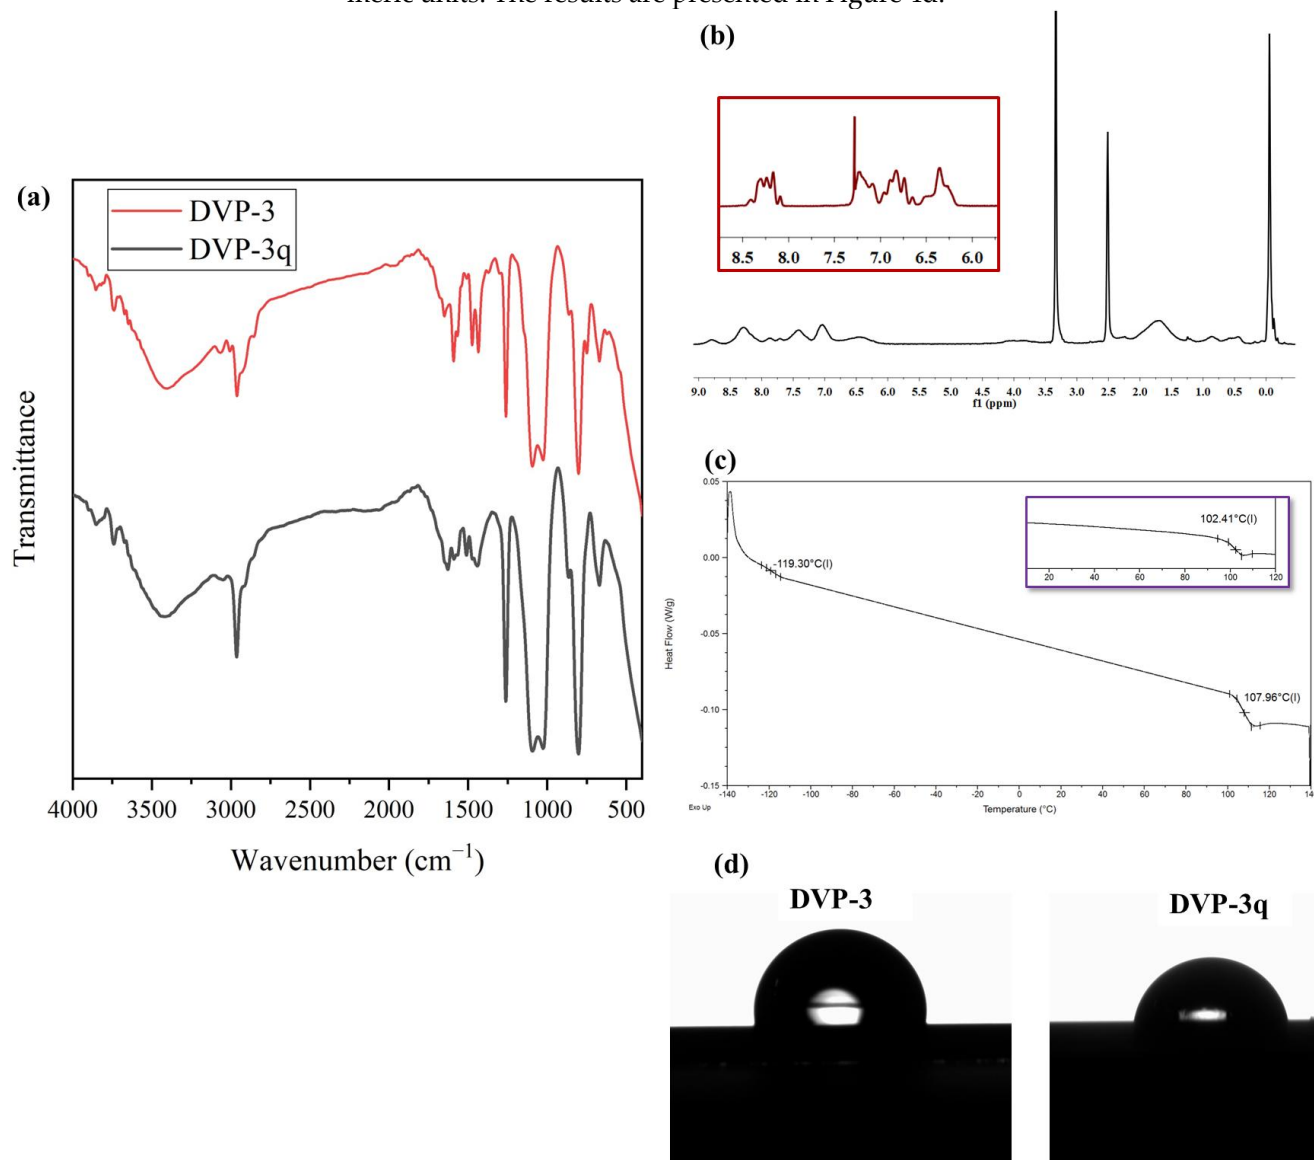 meric units. The results are presented in Figure 1d.
(a)
DVP-3
DVP-3q
Transmittance
4000 3500 3000 2500 2000 1500 1000 500
Wavenumber (cm⁻¹)
(b)
8.5 8.0 7.5 7.0 6.5 6.0
9.0 8.5 8.0 7.5 7.0 6.5 6.0 5.5 5.0 4.5 4.0 3.5 3.0 2.5 2.0 1.5 1.0 0.5 0.0
f1 (ppm)
(c)
0.05
0.00
-0.05
-0.10
-0.15
Heat Flow (W/g)
-119.30°C(I)
102.41°C(I)
20 40 60 80 100 120
107.96°C(I)
-140 -120 -100 -80 -60 -40 -20 0 20 40 60 80 100 120 14
Exo Up
Temperature (°C)
(d)
DVP-3
DVP-3q